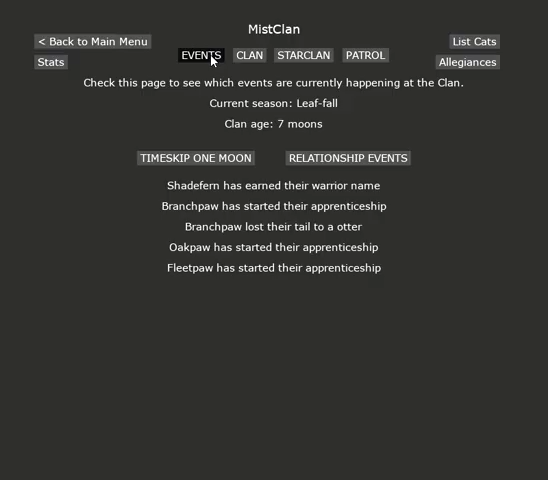 MistClan
< Back to Main Menu
List Cats
EVENTS
CLAN
STARCLAN
PATROL
Stats
Allegiances
Check this page to see which events are currently happening at the Clan.
Current season: Leaf-fall
Clan age: 7 moons
TIMESKIP ONE MOON
RELATIONSHIP EVENTS
Shadefern has earned their warrior name
Branchpaw has started their apprenticeship
Branchpaw lost their tail to a otter
Oakpaw has started their apprenticeship
Fleetpaw has started their apprenticeship